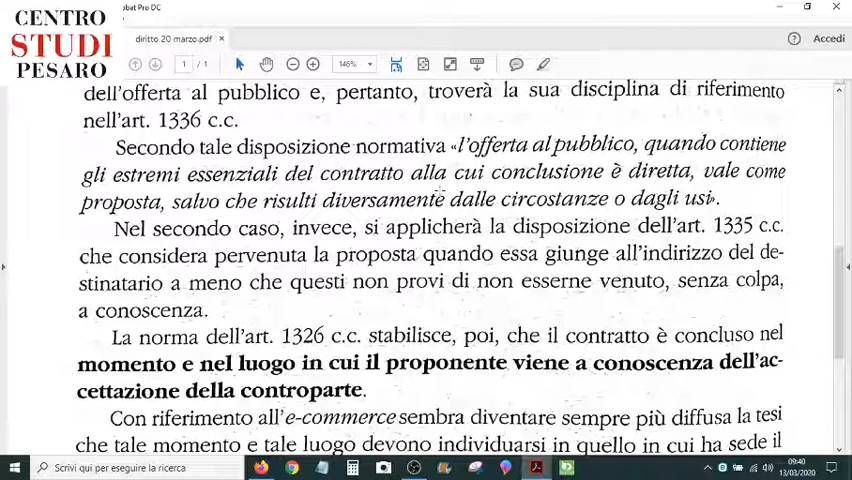 CENTRO
STUDI
PESARO
bat Pro DC
diritto 20 marzo.pdf
Accedi
1 / 1
146%
dell'offerta al pubblico e, pertanto, troverà la sua disciplina di riferimento
nell'art. 1336 c.c.
Secondo tale disposizione normativa «l'offerta al pubblico, quando contiene
gli estremi essenziali del contratto alla cui conclusione è diretta, vale come
proposta, salvo che risulti diversamente dalle circostanze o dagli usi».
Nel secondo caso, invece, si applicherà la disposizione dell'art. 1335 c.c.
che considera pervenuta la proposta quando essa giunge all'indirizzo del de-
stinatario a meno che questi non provi di non esserne venuto, senza colpa,
a conoscenza.
La norma dell'art. 1326 c.c. stabilisce, poi, che il contratto è concluso nel
momento e nel luogo in cui il proponente viene a conoscenza dell'ac-
cettazione della controparte.
Con riferimento all'e-commerce sembra diventare sempre più diffusa la tesi
che tale momento e tale luogo devono individuarsi in quello in cui ha sede il
Scrivi qui per eseguire la ricerca
09:40
13/03/2020